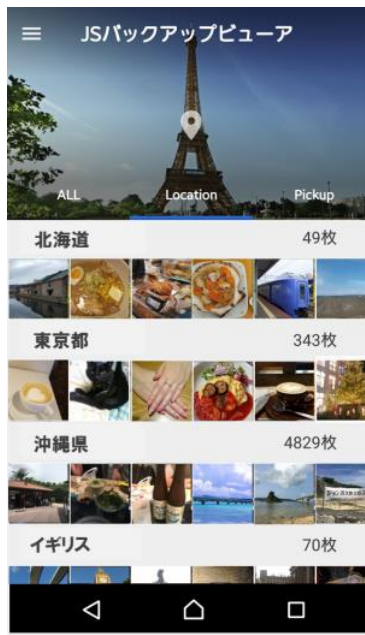 JSバックアップビューア
ALL Location Pickup
北海道 49枚
東京都 343枚
沖縄県 4829枚
イギリス 70枚